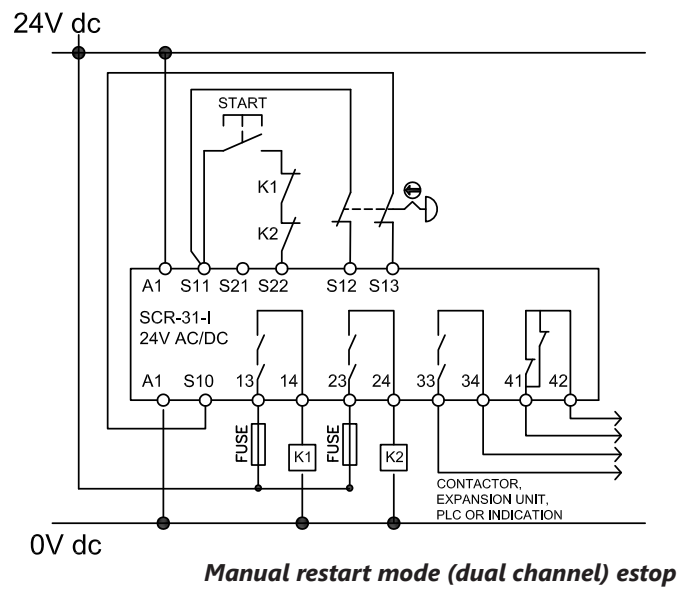 24V dc
START
K1
K2
A1 S11 S21 S22 S12 S13
SCR-31-I
24V AC/DC
A1 S10 13 14 23 24 33 34 41 42
FUSE K1 FUSE K2
CONTACTOR,
EXPANSION UNIT,
PLC OR INDICATION
0V dc
Manual restart mode (dual channel) estop